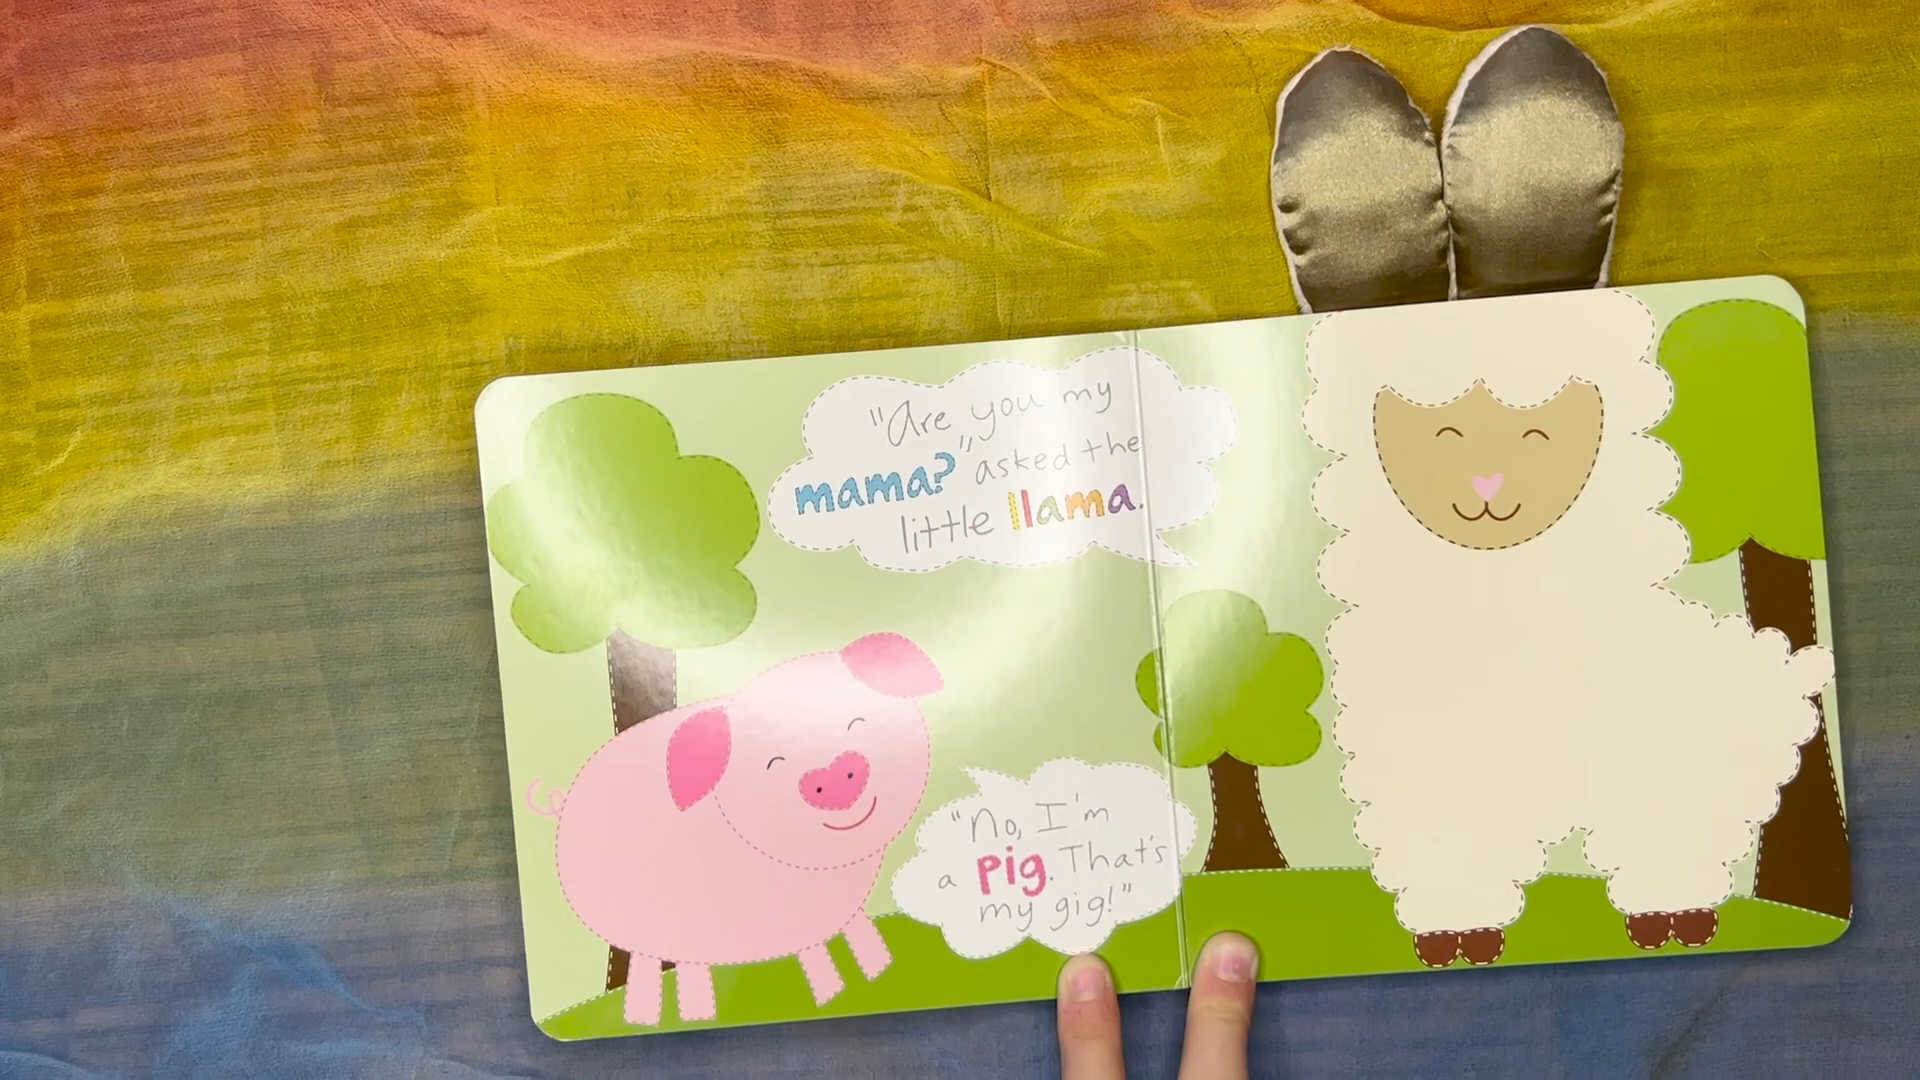 "Are you my
mama?" asked the
little llama.
"No, I'm
a pig. That's
my gig!"